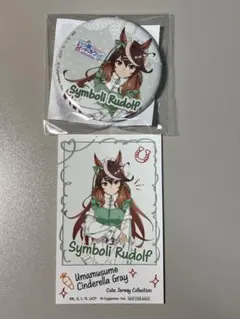 Symboli Rudolf
Symboli Rudolf
Umamusume
Cinderella Gray
Cute Jersey Collection